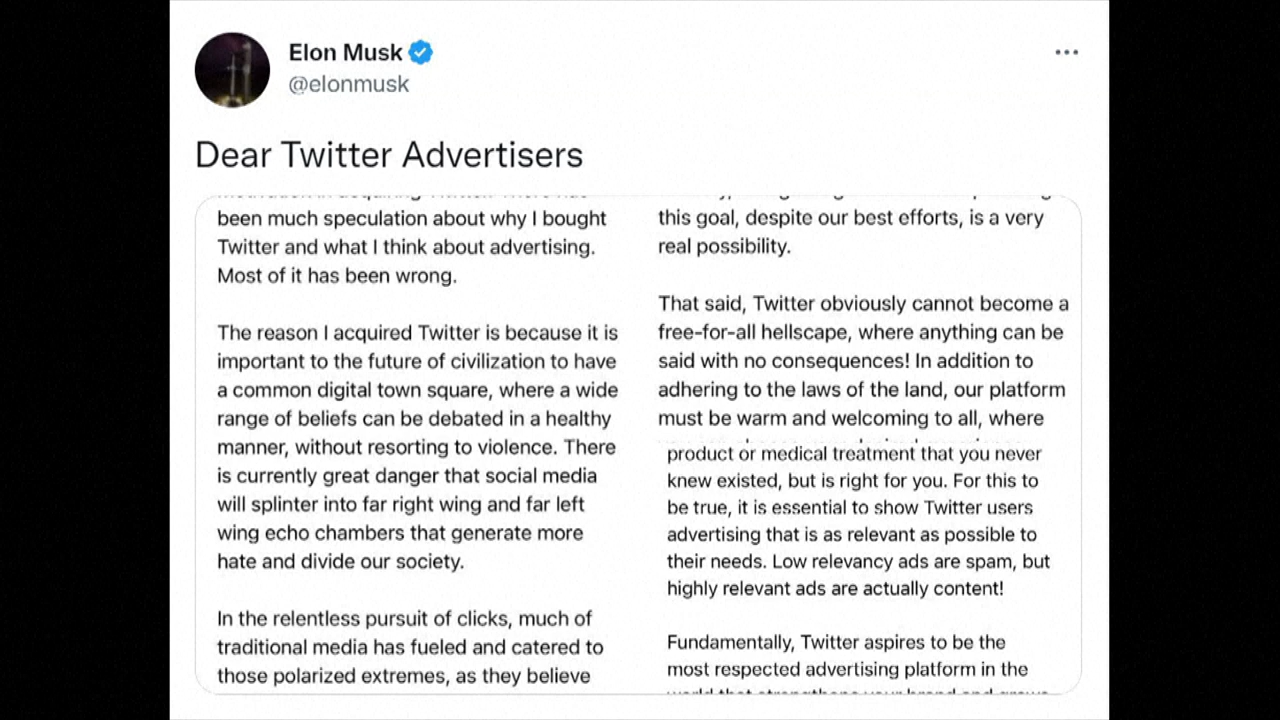 Elon Musk
@elonmusk
Dear Twitter Advertisers
been much speculation about why I bought
Twitter and what I think about advertising.
Most of it has been wrong.
The reason I acquired Twitter is because it is
important to the future of civilization to have
a common digital town square, where a wide
range of beliefs can be debated in a healthy
manner, without resorting to violence. There
is currently great danger that social media
will splinter into far right wing and far left
wing echo chambers that generate more
hate and divide our society.
In the relentless pursuit of clicks, much of
traditional media has fueled and catered to
those polarized extremes, as they believe
this goal, despite our best efforts, is a very
real possibility.
That said, Twitter obviously cannot become a
free-for-all hellscape, where anything can be
said with no consequences! In addition to
adhering to the laws of the land, our platform
must be warm and welcoming to all, where
product or medical treatment that you never
knew existed, but is right for you. For this to
be true, it is essential to show Twitter users
advertising that is as relevant as possible to
their needs. Low relevancy ads are spam, but
highly relevant ads are actually content!
Fundamentally, Twitter aspires to be the
most respected advertising platform in the